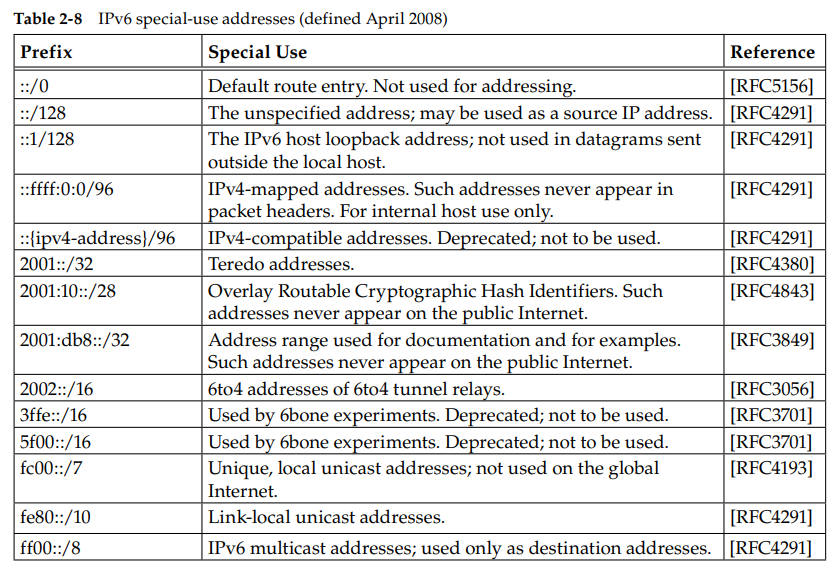 Table 2-8 IPv6 special-use addresses (defined April 2008)
Prefix Special Use Reference
::/0 Default route entry. Not used for addressing. [RFC5156]
::/128 The unspecified address; may be used as a source IP address. [RFC4291]
::1/128 The IPv6 host loopback address; not used in datagrams sent [RFC4291]
outside the local host.
::ffff:0:0/96 IPv4-mapped addresses. Such addresses never appear in [RFC4291]
packet headers. For internal host use only.
::{ipv4-address}/96 IPv4-compatible addresses. Deprecated; not to be used. [RFC4291]
2001::/32 Teredo addresses. [RFC4380]
2001:10::/28 Overlay Routable Cryptographic Hash Identifiers. Such [RFC4843]
addresses never appear on the public Internet.
2001:db8::/32 Address range used for documentation and for examples. [RFC3849]
Such addresses never appear on the public Internet.
2002::/16 6to4 addresses of 6to4 tunnel relays. [RFC3056]
3ffe::/16 Used by 6bone experiments. Deprecated; not to be used. [RFC3701]
5f00::/16 Used by 6bone experiments. Deprecated; not to be used. [RFC3701]
fc00::/7 Unique, local unicast addresses; not used on the global [RFC4193]
Internet.
fe80::/10 Link-local unicast addresses. [RFC4291]
ff00::/8 IPv6 multicast addresses; used only as destination addresses. [RFC4291]